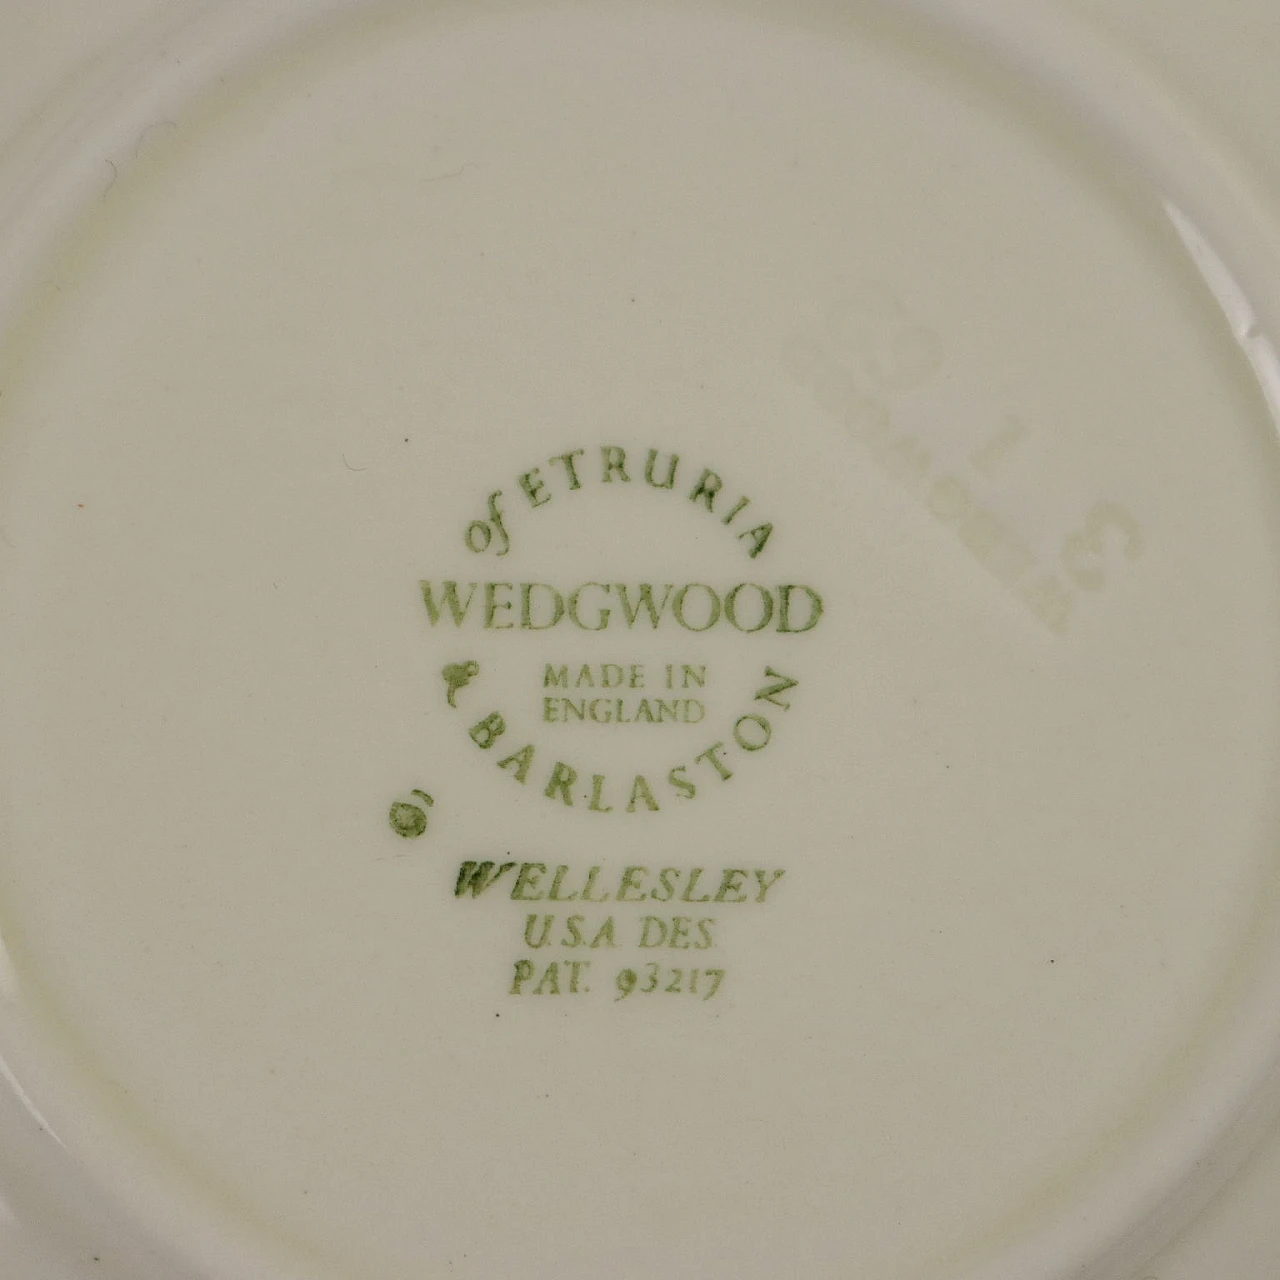 of ETRURIA
WEDGWOOD
MADE IN
ENGLAND
& BARLASTON
WELLESLEY
U.S.A DES
PAT. 93217